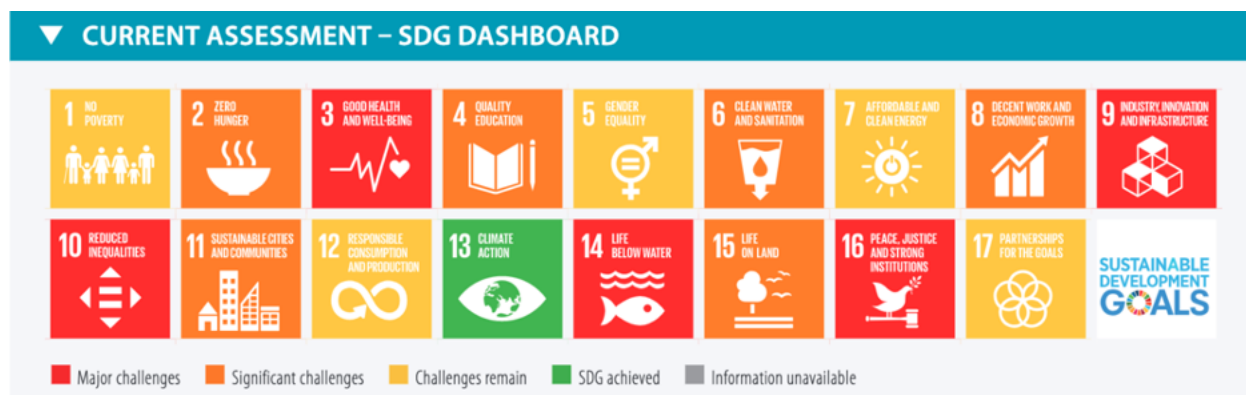 CURRENT ASSESSMENT – SDG DASHBOARD
1 NO
POVERTY
2 ZERO
HUNGER
3 GOOD HEALTH
AND WELL-BEING
4 QUALITY
EDUCATION
5 GENDER
EQUALITY
6 CLEAN WATER
AND SANITATION
7 AFFORDABLE AND
CLEAN ENERGY
8 DECENT WORK AND
ECONOMIC GROWTH
9 INDUSTRY, INNOVATION
AND INFRASTRUCTURE
10 REDUCED
INEQUALITIES
11 SUSTAINABLE CITIES
AND COMMUNITIES
12 RESPONSIBLE
CONSUMPTION
AND PRODUCTION
13 CLIMATE
ACTION
14 LIFE
BELOW WATER
15 LIFE
ON LAND
16 PEACE, JUSTICE
AND STRONG
INSTITUTIONS
17 PARTNERSHIPS
FOR THE GOALS
SUSTAINABLE
DEVELOPMENT
GOALS
Major challenges
Significant challenges
Challenges remain
SDG achieved
Information unavailable